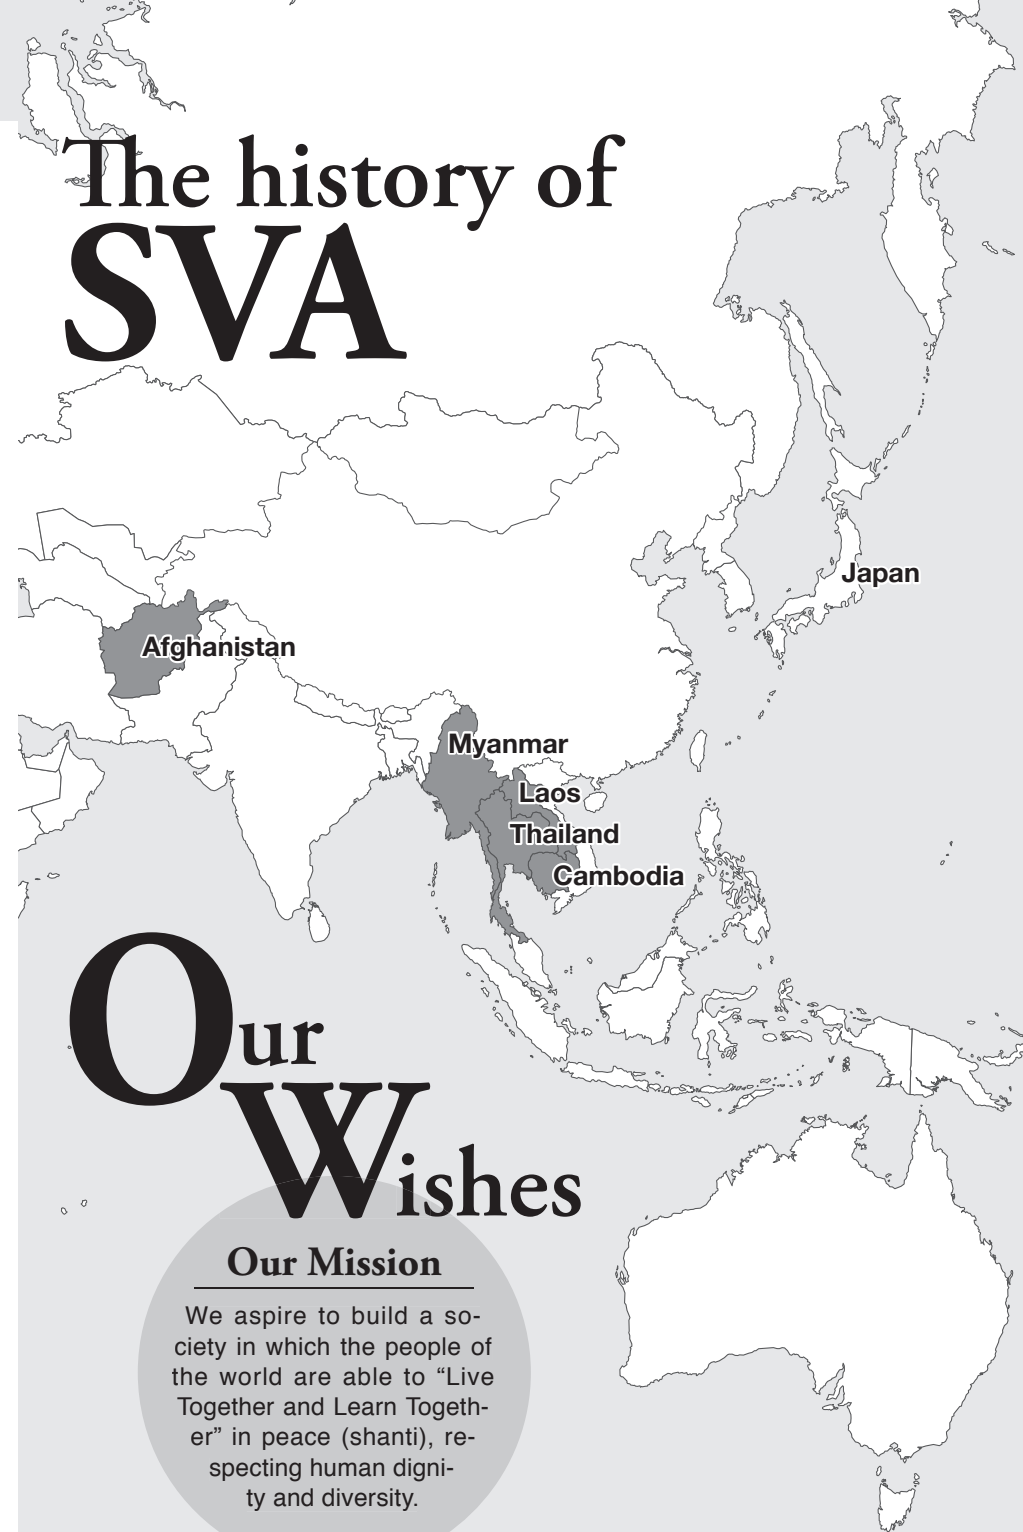 The history of
SVA
Japan
Afghanistan
Myanmar
Laos
Thailand
Cambodia
Our
Wishes
Our Mission
We aspire to build a so-
ciety in which the people of
the world are able to “Live
Together and Learn Togeth-
er” in peace (shanti), re-
specting human digni-
ty and diversity.